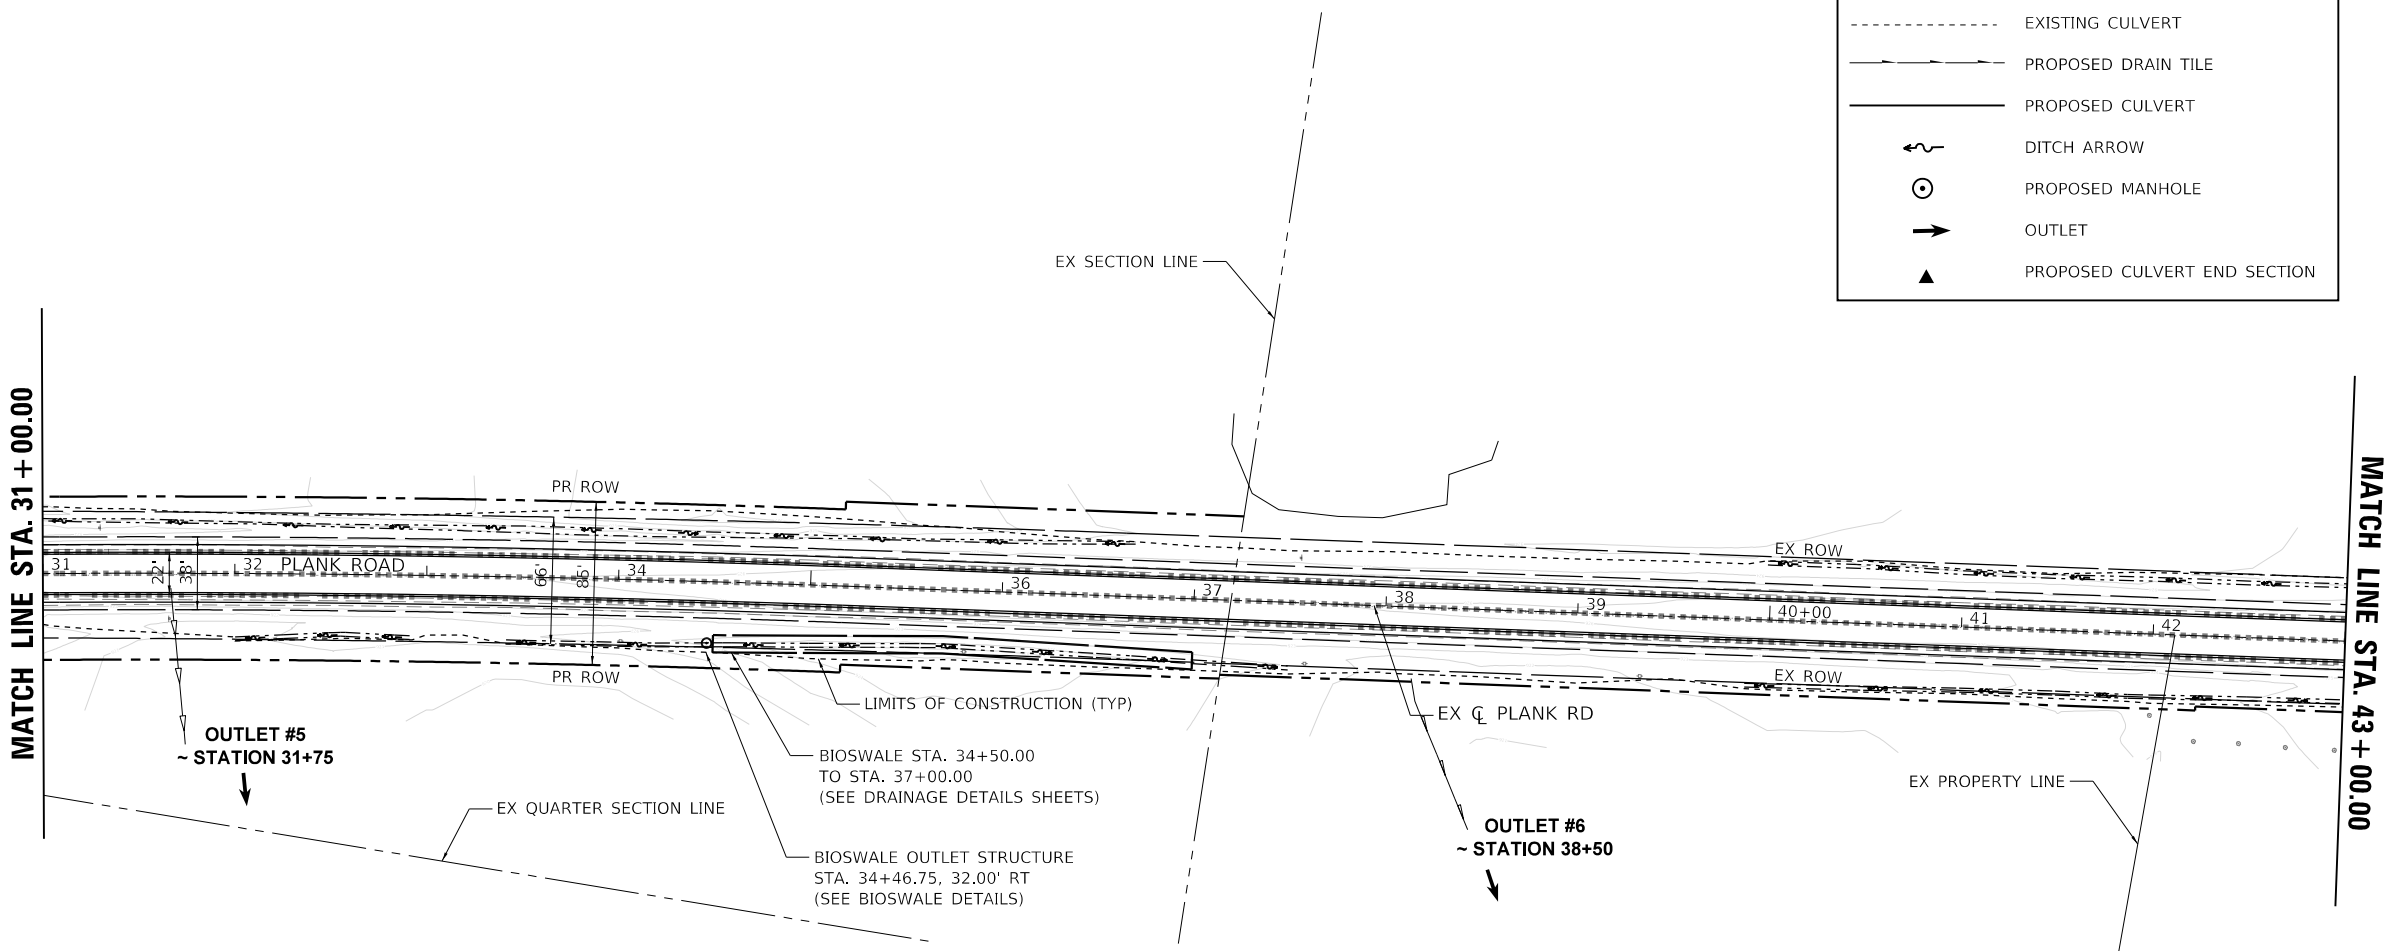 EXISTING CULVERT
PROPOSED DRAIN TILE
PROPOSED CULVERT
DITCH ARROW
PROPOSED MANHOLE
OUTLET
PROPOSED CULVERT END SECTION
EX SECTION LINE
MATCH LINE STA. 31+00.00
MATCH LINE STA. 43+00.00
PR ROW
EX ROW
31
22'
38'
32
PLANK ROAD
66'
85'
34
36
37
38
39
40+00
41
42
PR ROW
EX ROW
LIMITS OF CONSTRUCTION (TYP)
EX CL PLANK RD
OUTLET #5
~ STATION 31+75
BIOSWALE STA. 34+50.00
TO STA. 37+00.00
(SEE DRAINAGE DETAILS SHEETS)
EX PROPERTY LINE
EX QUARTER SECTION LINE
OUTLET #6
~ STATION 38+50
BIOSWALE OUTLET STRUCTURE
STA. 34+46.75, 32.00' RT
(SEE BIOSWALE DETAILS)